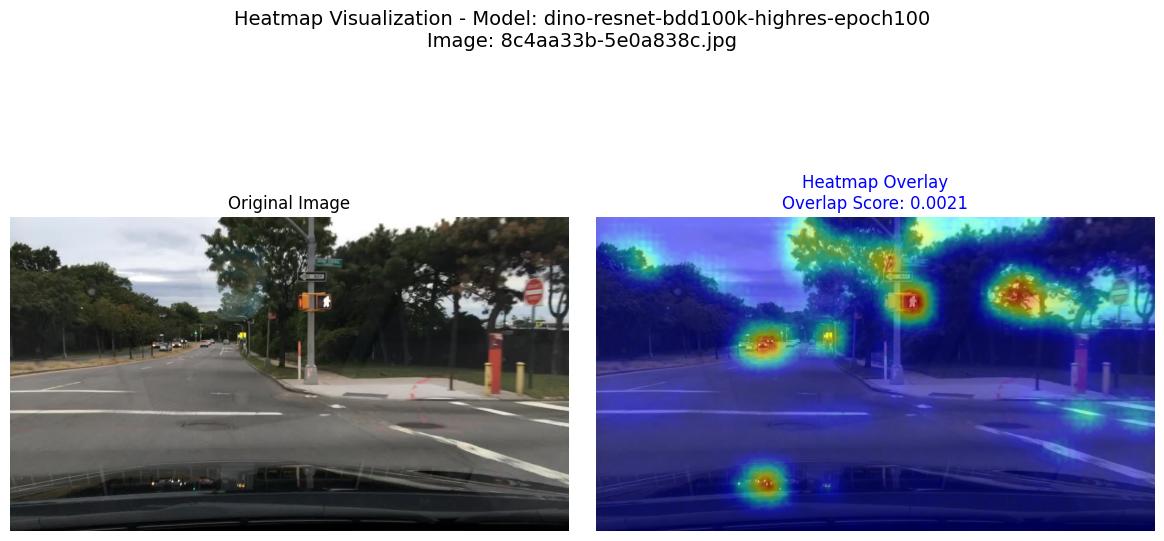 Heatmap Visualization - Model: dino-resnet-bdd100k-highres-epoch100
Image: 8c4aa33b-5e0a838c.jpg
Original Image
Heatmap Overlay
Overlap Score: 0.0021